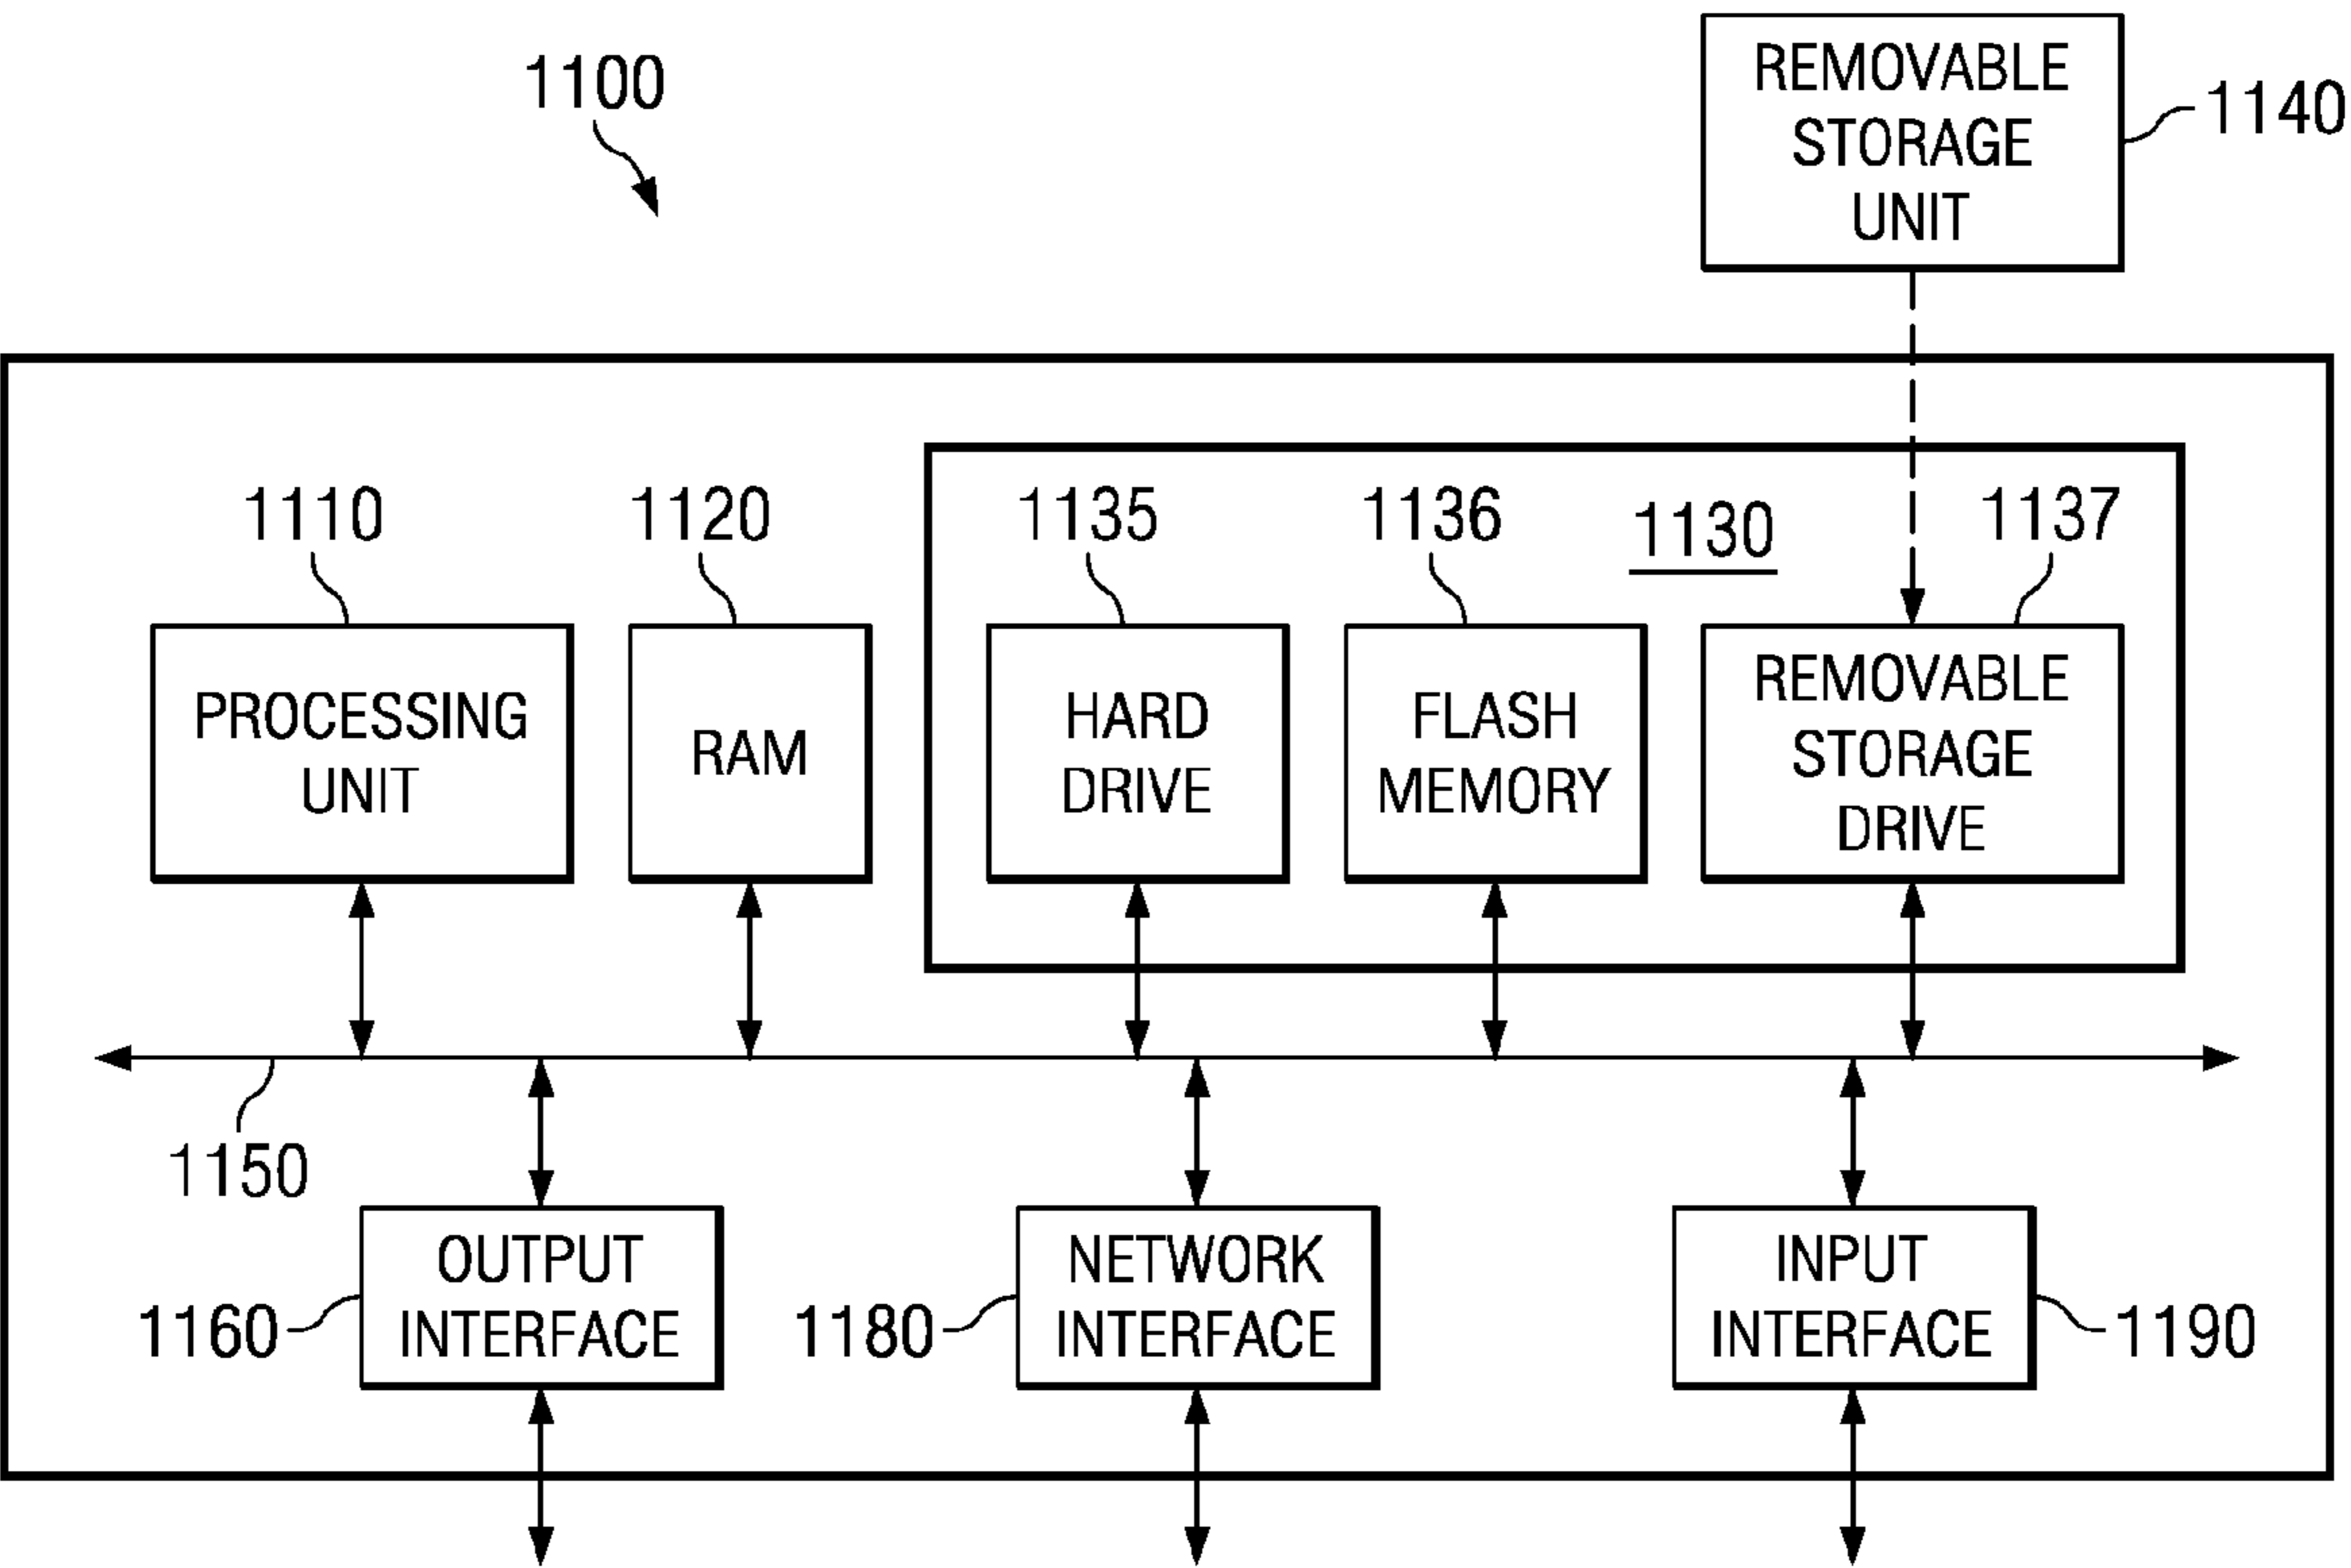 1100
REMOVABLE
STORAGE
UNIT
1140
1110
1120
1135
1136
1130
1137
PROCESSING
UNIT
RAM
HARD
DRIVE
FLASH
MEMORY
REMOVABLE
STORAGE
DRIVE
1150
OUTPUT
INTERFACE
1160
NETWORK
INTERFACE
1180
INPUT
INTERFACE
1190